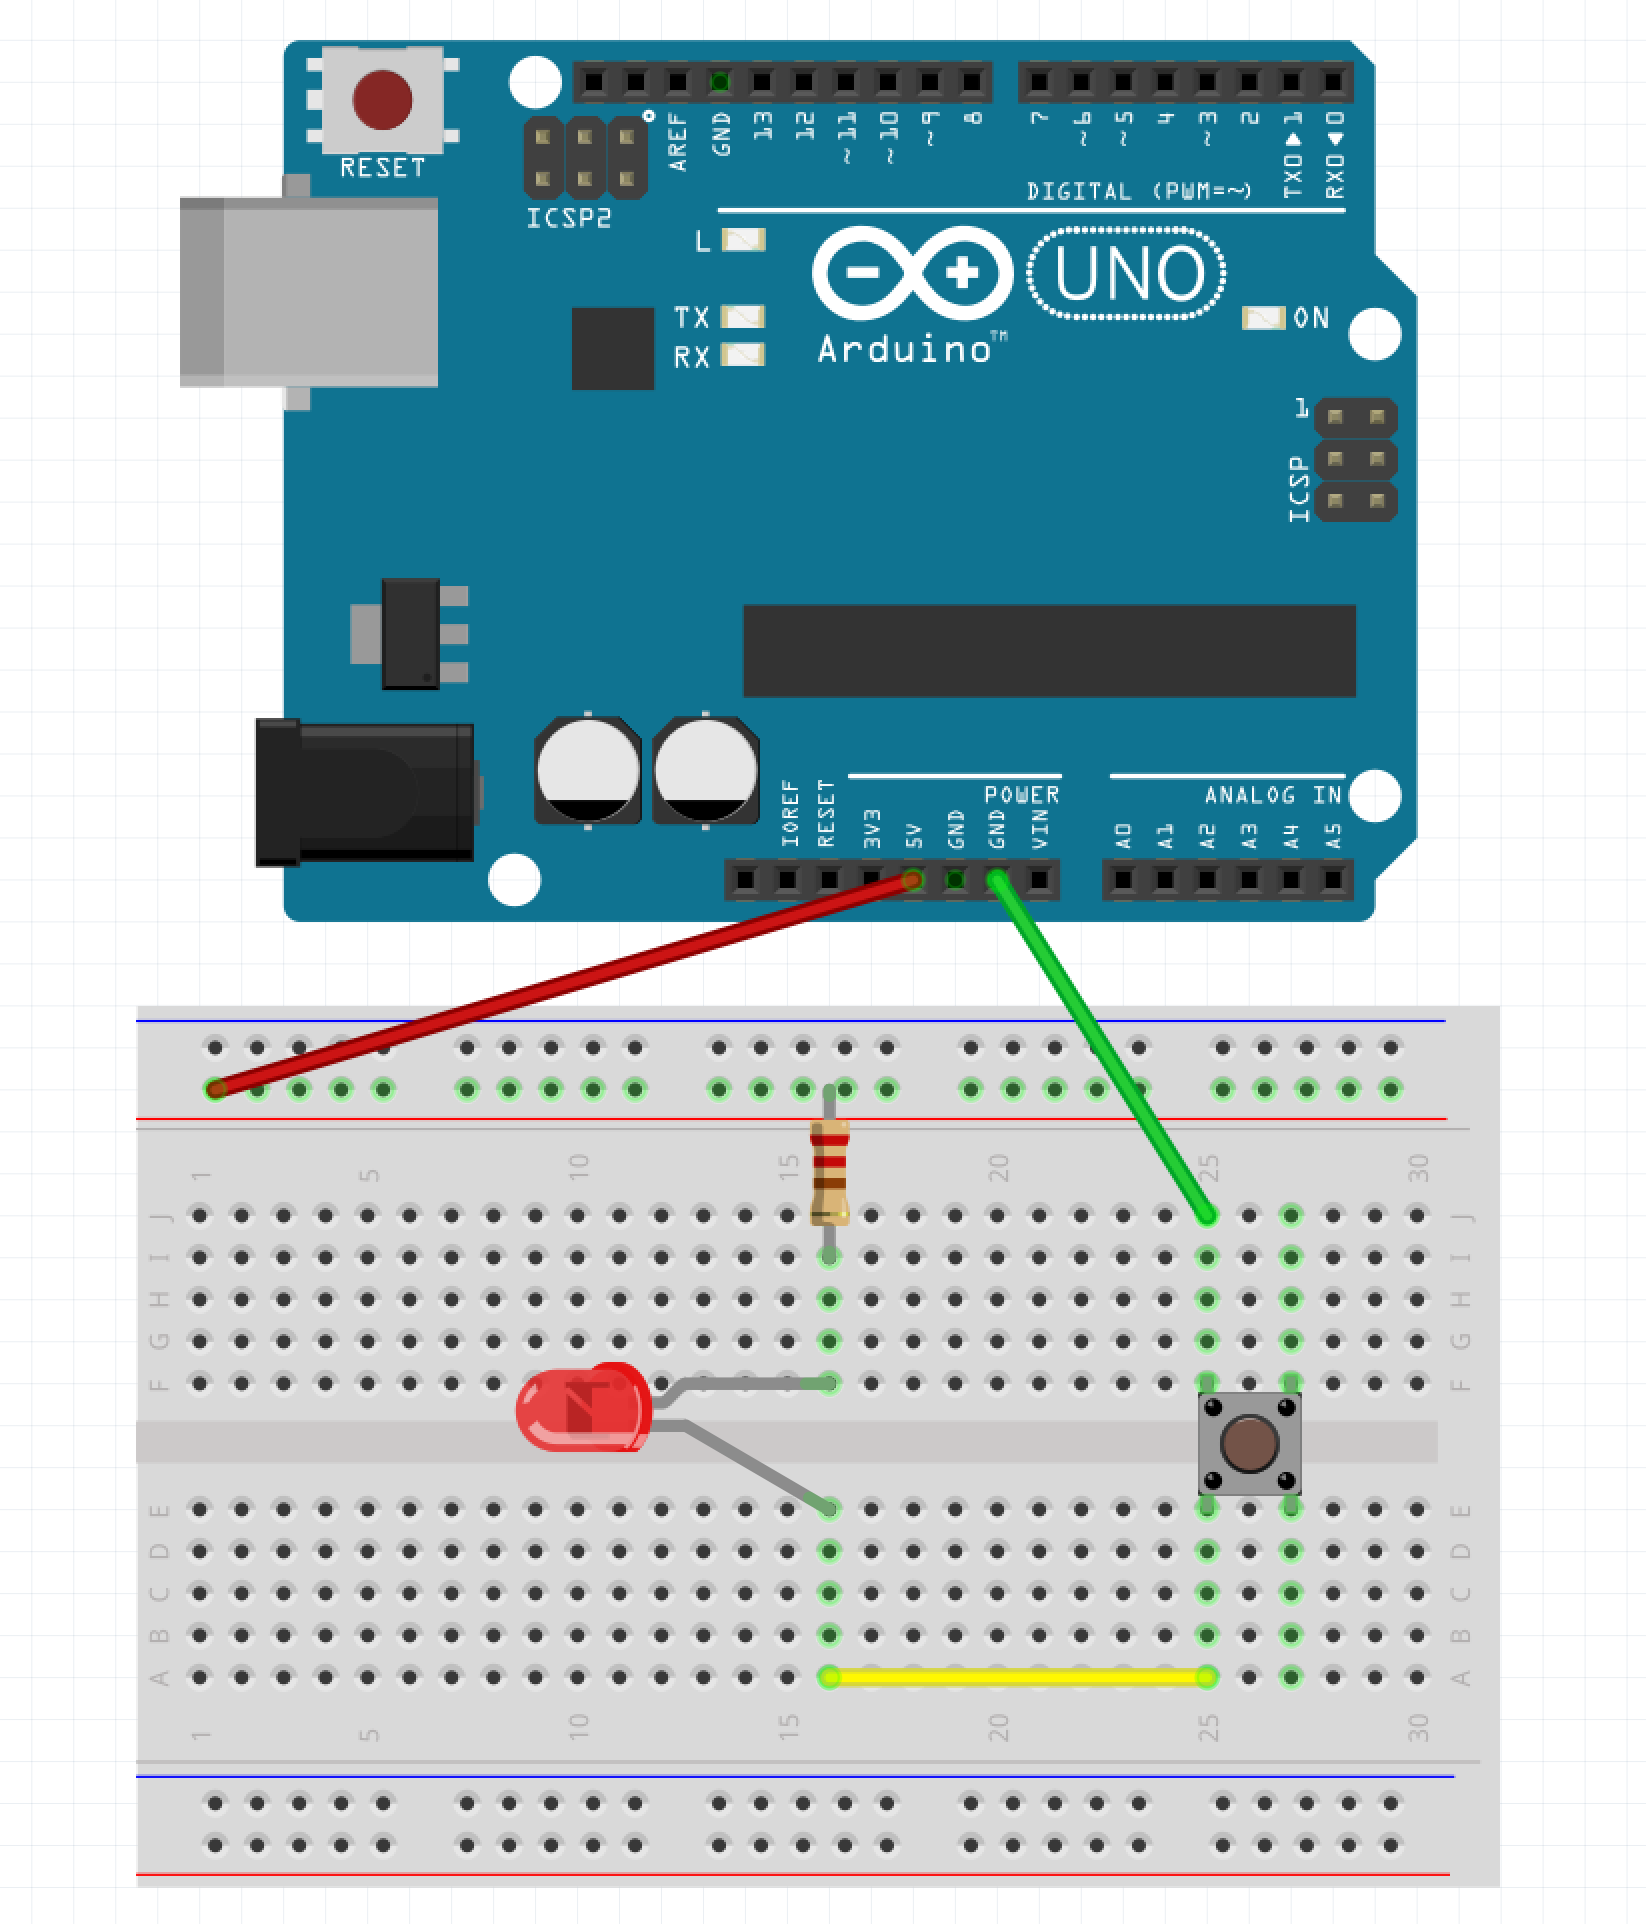 RESET
ICSP2
AREF
GND
13
12
~11
~10
~9
8
7
~6
~5
4
~3
2
TX0▶1
RX0◀0
DIGITAL (PWM=~)
L
TX
RX
Arduino™
UNO
ON
1
ICSP
IOREF
RESET
3V3
5V
GND
GND
VIN
POWER
ANALOG IN
A0
A1
A2
A3
A4
A5
1 5 10 15 20 25 30
J J
I I
H H
G G
F F
E E
D D
C C
B B
A A
1 5 10 15 20 25 30